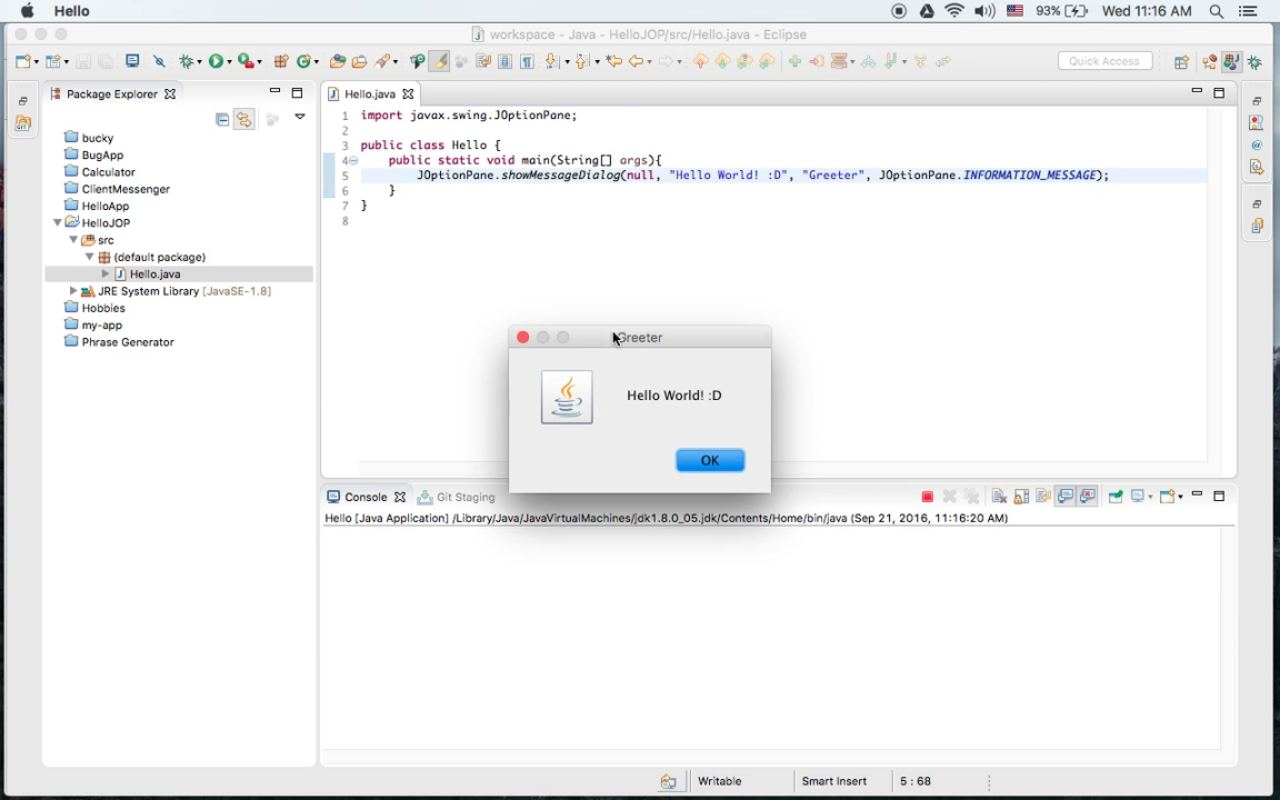 Hello
93%
Wed 11:16 AM
workspace - Java - HelloJOP/src/Hello.java - Eclipse
Quick Access
Package Explorer
bucky
BugApp
Calculator
ClientMessenger
HelloApp
HelloJOP
src
(default package)
Hello.java
JRE System Library [JavaSE-1.8]
Hobbies
my-app
Phrase Generator
Hello.java
1 import javax.swing.JOptionPane;
2
3 public class Hello {
4 public static void main(String[] args){
5 JOptionPane.showMessageDialog(null, "Hello World! :D", "Greeter", JOptionPane.INFORMATION_MESSAGE);
6 }
7 }
8
Greeter
Hello World! :D
OK
Console
Git Staging
Hello [Java Application] /Library/Java/JavaVirtualMachines/jdk1.8.0_05.jdk/Contents/Home/bin/java (Sep 21, 2016, 11:16:20 AM)
Writable
Smart Insert
5 : 68